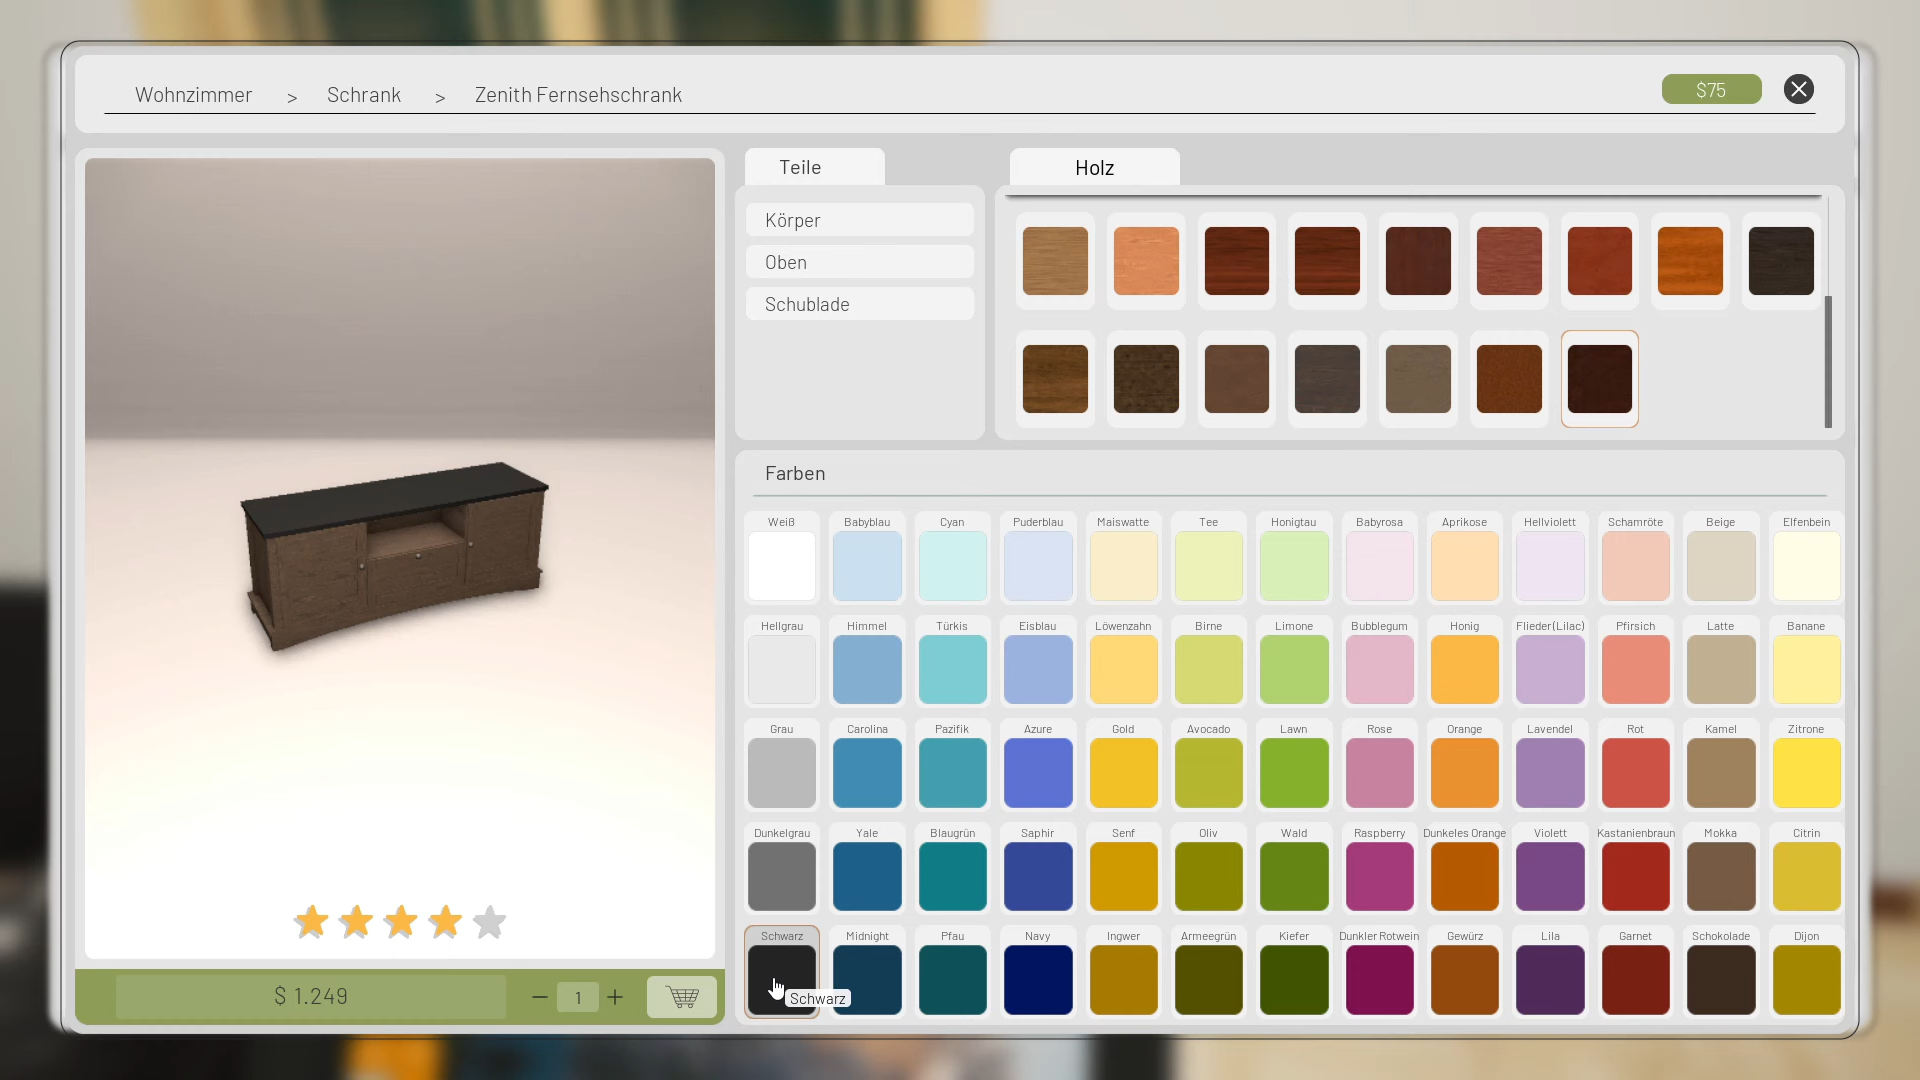 Wohnzimmer > Schrank > Zenith Fernsehschrank
$75
Teile
Holz
Körper
Oben
Schublade
Farben
Weiß Babyblau Cyan Puderblau Maiswatte Tee Honigtau Babyrosa Aprikose Hellviolett Schamröte Beige Elfenbein
Hellgrau Himmel Türkis Eisblau Löwenzahn Birne Limone Bubblegum Honig Flieder (Lilac) Pfirsich Latte Banane
Grau Carolina Pazifik Azure Gold Avocado Lawn Rose Orange Lavendel Rot Kamel Zitrone
Dunkelgrau Yale Blaugrün Saphir Senf Oliv Wald Raspberry Dunkeles Orange Violett Kastanienbraun Mokka Citrin
Schwarz Midnight Pfau Navy Ingwer Armeegrün Kiefer Dunkler Rotwein Gewürz Lila Garnet Schokolade Dijon
Schwarz
$ 1.249
− 1 +